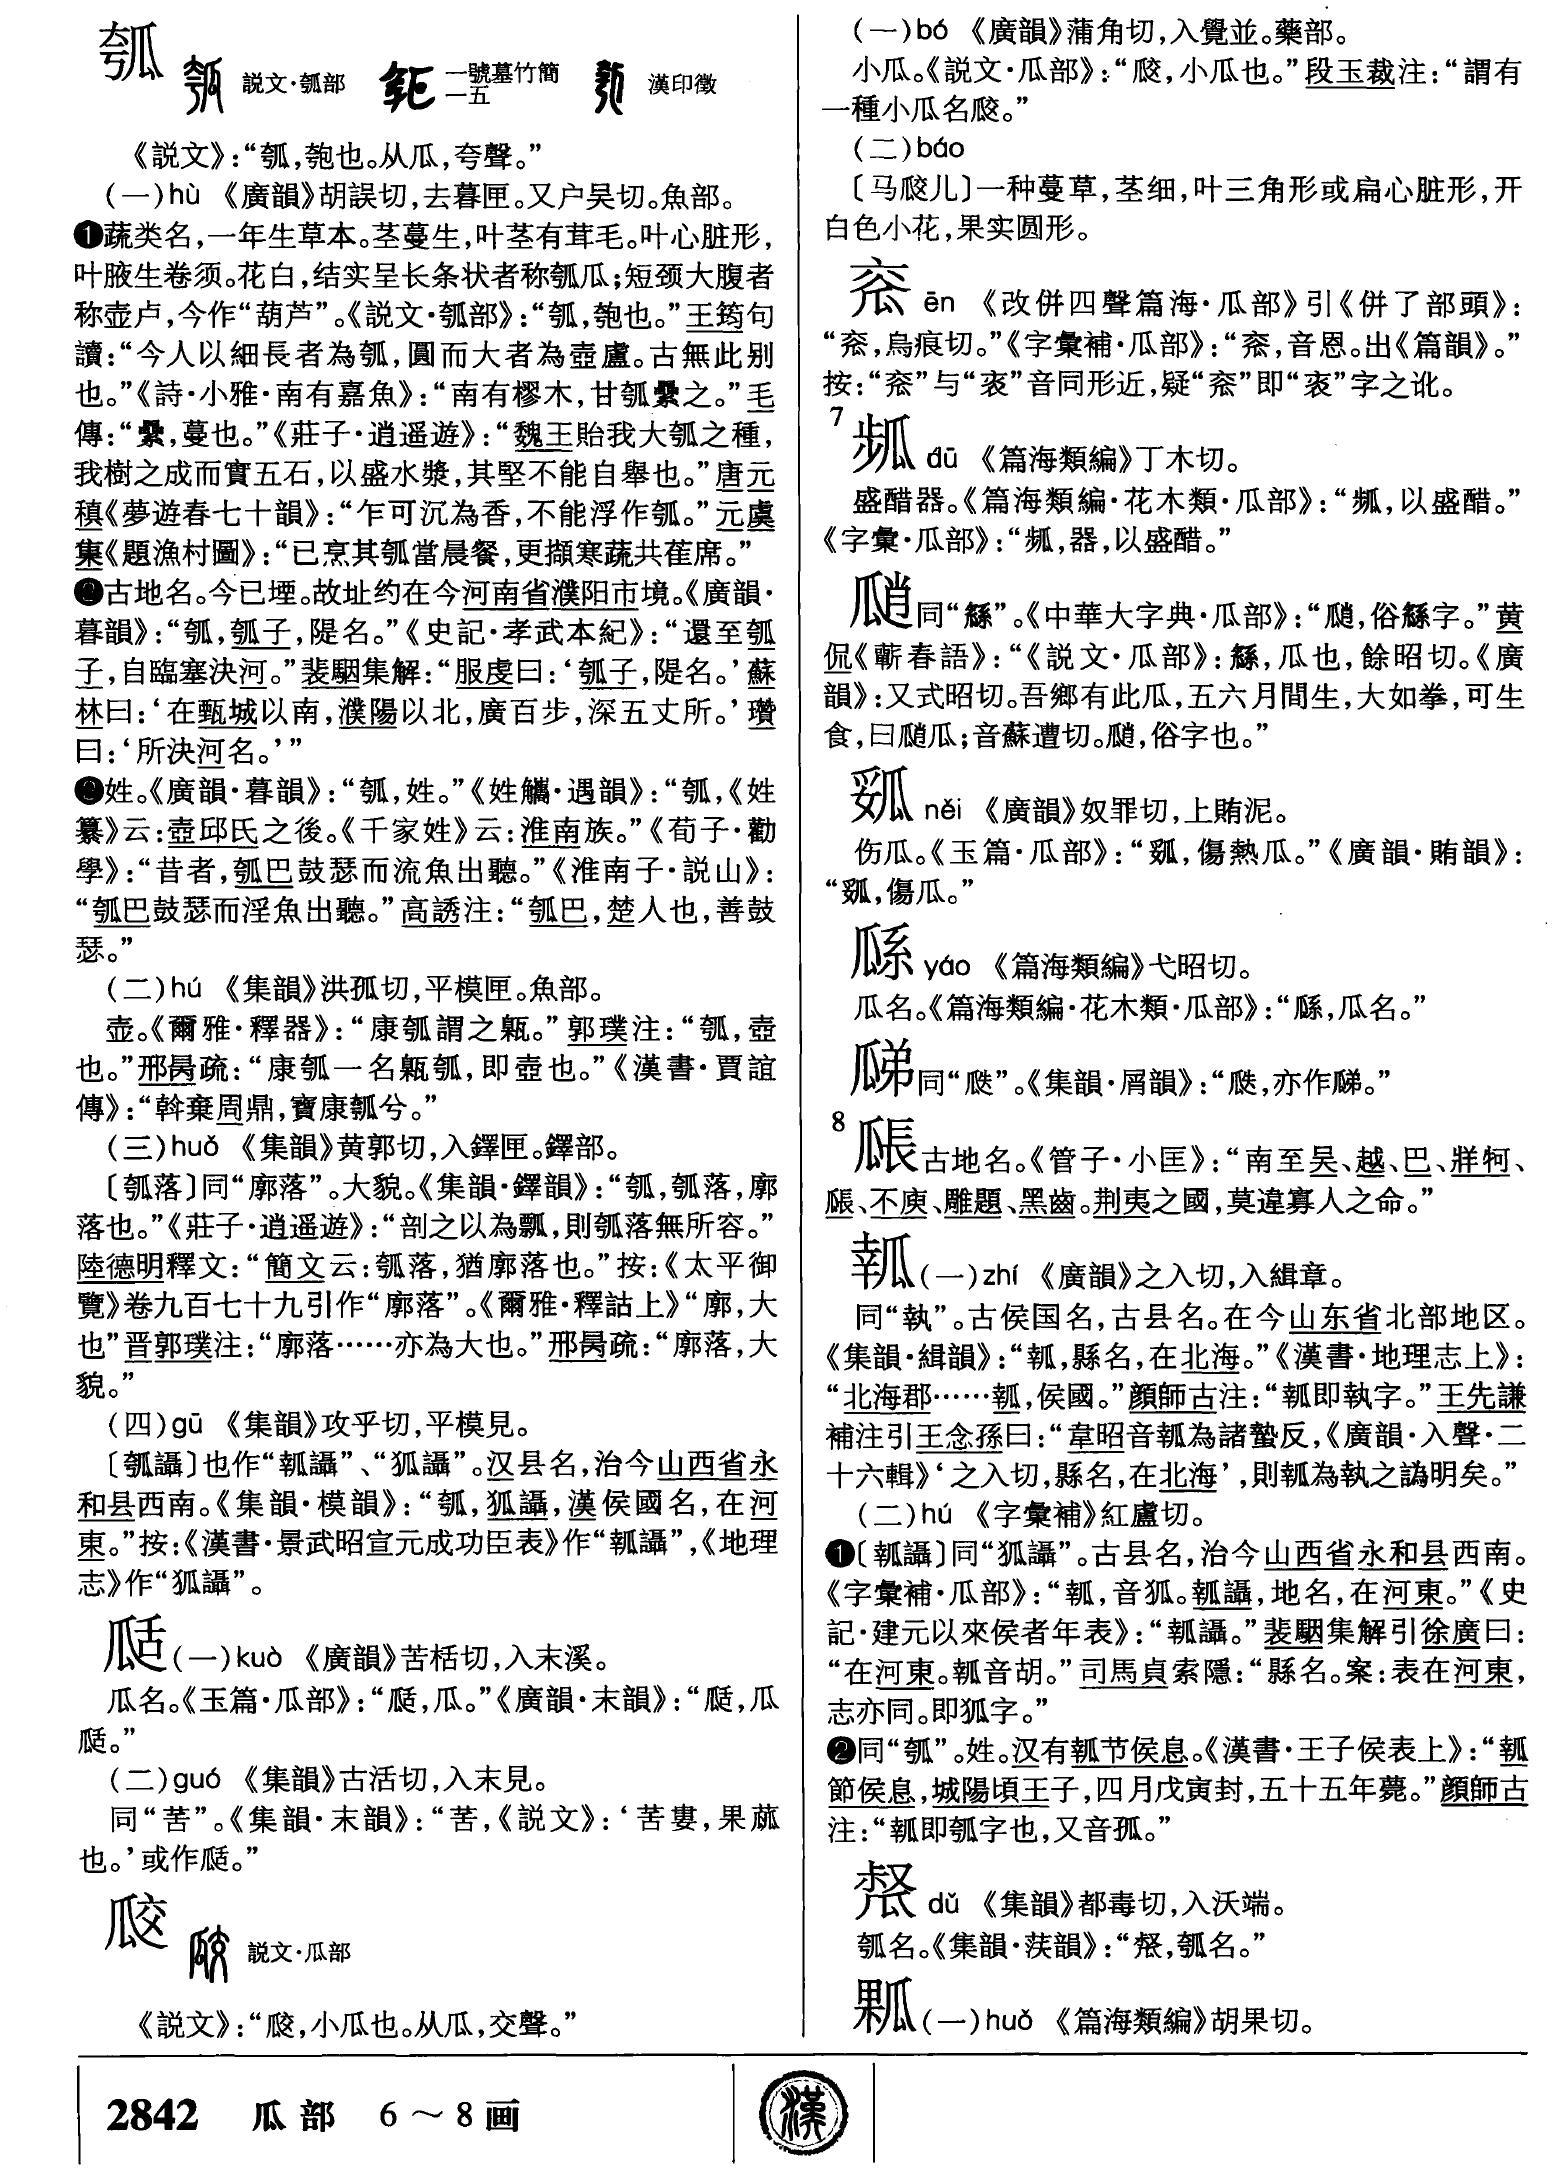 瓠
説文·瓠部
一號墓竹簡
一五
漢印徵
《説文》：“瓠，匏也。从瓜，夸聲。”
（一）hù 《廣韻》胡誤切，去暮匣。又户吴切。魚部。
❶蔬类名，一年生草本。茎蔓生，叶茎有茸毛。叶心脏形，
叶腋生卷须。花白，结实呈长条状者称瓠瓜；短颈大腹者
称壶卢，今作“葫芦”。《説文·瓠部》：“瓠，匏也。”王筠句
讀：“今人以細長者為瓠，圓而大者為壺盧。古無此别
也。”《詩·小雅·南有嘉魚》：“南有樛木，甘瓠纍之。”毛
傳：“纍，蔓也。”《莊子·逍遥遊》：“魏王貽我大瓠之種，
我樹之成而實五石，以盛水漿，其堅不能自舉也。”唐元
稹《夢遊春七十韻》：“乍可沉為香，不能浮作瓠。”元虞
集《題漁村圖》：“已烹其瓠當晨餐，更擷寒蔬共萑席。”
❷古地名。今已堙。故址约在今河南省濮阳市境。《廣韻·
暮韻》：“瓠，瓠子，隄名。”《史記·孝武本紀》：“還至瓠
子，自臨塞決河。”裴駰集解：“服虔曰：‘瓠子，隄名。’蘇
林曰：‘在甄城以南，濮陽以北，廣百步，深五丈所。’瓚
曰：‘所決河名。’”
❸姓。《廣韻·暮韻》：“瓠，姓。”《姓觿·遇韻》：“瓠，《姓
纂》云：壺邱氏之後。《千家姓》云：淮南族。”《荀子·勸
學》：“昔者，瓠巴鼓瑟而流魚出聽。”《淮南子·説山》：
“瓠巴鼓瑟而淫魚出聽。”高誘注：“瓠巴，楚人也，善鼓
瑟。”
（二）hú 《集韻》洪孤切，平模匣。魚部。
壶。《爾雅·釋器》：“康瓠謂之甈。”郭璞注：“瓠，壺
也。”邢昺疏：“康瓠一名甈瓠，即壺也。”《漢書·賈誼
傳》：“斡棄周鼎，寶康瓠兮。”
（三）huò 《集韻》黄郭切，入鐸匣。鐸部。
〔瓠落〕同“廓落”。大貌。《集韻·鐸韻》：“瓠，瓠落，廓
落也。”《莊子·逍遥遊》：“剖之以為瓢，則瓠落無所容。”
陸德明釋文：“簡文云：瓠落，猶廓落也。”按：《太平御
覽》卷九百七十九引作“廓落”。《爾雅·釋詁上》“廓，大
也”晋郭璞注：“廓落……亦為大也。”邢昺疏：“廓落，大
貌。”
（四）gū 《集韻》攻乎切，平模見。
〔瓠讘〕也作“瓡讘”、“狐讘”。汉县名，治今山西省永
和县西南。《集韻·模韻》：“瓠，狐讘，漢侯國名，在河
東。”按：《漢書·景武昭宣元成功臣表》作“瓡讘”，《地理
志》作“狐讘”。
𤬁（一）kuò 《廣韻》苦栝切，入末溪。
瓜名。《玉篇·瓜部》：“，瓜。”《廣韻·末韻》：“，瓜
。”
（二）guó 《集韻》古活切，入末見。
同“苦”。《集韻·末韻》：“苦，《説文》：‘苦婁，果蓏
也。’或作。”
㼎
説文·瓜部
《説文》：“㼎，小瓜也。从瓜，交聲。”
（一）bó 《廣韻》蒲角切，入覺並。藥部。
小瓜。《説文·瓜部》：“㼎，小瓜也。”段玉裁注：“謂有
一種小瓜名㼎。”
（二）báo
〔马㼎儿〕一种蔓草，茎细，叶三角形或扁心脏形，开
白色小花，果实圆形。
ēn 《改併四聲篇海·瓜部》引《併了部頭》：
“，烏痕切。”《字彙補·瓜部》：“，音恩。出《篇韻》。”
按：“”与“”音同形近，疑“”即“”字之讹。
7
dū 《篇海類編》丁木切。
盛醋器。《篇海類編·花木類·瓜部》：“，以盛醋。”
《字彙·瓜部》：“，器，以盛醋。”
同“䌛”。《中華大字典·瓜部》：“，俗䌛字。”黄
侃《蘄春語》：“《説文·瓜部》：䌛，瓜也，餘昭切。《廣
韻》：又式昭切。吾鄉有此瓜，五六月間生，大如拳，可生
食，曰瓜；音蘇遭切。，俗字也。”
㼏 něi 《廣韻》奴罪切，上賄泥。
伤瓜。《玉篇·瓜部》：“㼏，傷熱瓜。”《廣韻·賄韻》：
“㼏，傷瓜。”
yáo 《篇海類編》弋昭切。
瓜名。《篇海類編·花木類·瓜部》：“，瓜名。”
同“瓞”。《集韻·屑韻》：“瓞，亦作。”
8
古地名。《管子·小匡》：“南至吴、越、巴、牂牁、
、不庾、雕題、黑齒。荆夷之國，莫違寡人之命。”
瓡（一）zhí 《廣韻》之入切，入緝章。
同“執”。古侯国名，古县名。在今山东省北部地区。
《集韻·緝韻》：“瓡，縣名，在北海。”《漢書·地理志上》：
“北海郡……瓡，侯國。”顔師古注：“瓡即執字。”王先謙
補注引王念孫曰：“韋昭音瓡為諸蟄反，《廣韻·入聲·二
十六輯》‘之入切，縣名，在北海’，則瓡為執之譌明矣。”
（二）hú 《字彙補》紅盧切。
❶〔瓡讘〕同“狐讘”。古县名，治今山西省永和县西南。
《字彙補·瓜部》：“瓡，音狐。瓡讘，地名，在河東。”《史
記·建元以來侯者年表》：“瓡讘。”裴駰集解引徐廣曰：
“在河東。瓡音胡。”司馬貞索隱：“縣名。案：表在河東，
志亦同。即狐字。”
❷同“瓠”。姓。汉有瓡节侯息。《漢書·王子侯表上》：“瓡
節侯息，城陽頃王子，四月戊寅封，五十五年薨。”顔師古
注：“瓡即瓠字也，又音孤。”
dǔ 《集韻》都毒切，入沃端。
瓠名。《集韻·𦭘韻》：“，瓠名。”
（一）huǒ 《篇海類編》胡果切。
2842 瓜部 6～8画
漢